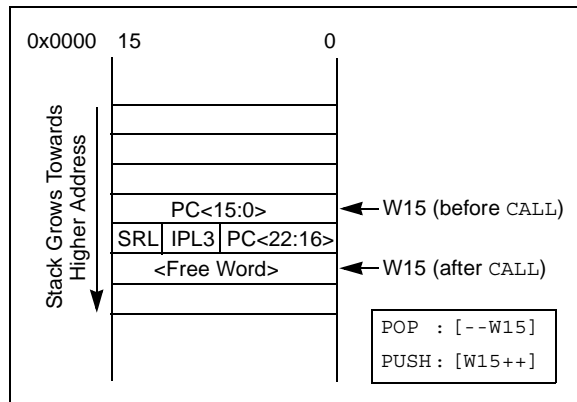 0x0000 15 0
Stack Grows Towards
Higher Address
PC<15:0>
W15 (before CALL)
SRL IPL3 PC<22:16>
<Free Word>
W15 (after CALL)
POP : [--W15]
PUSH: [W15++]